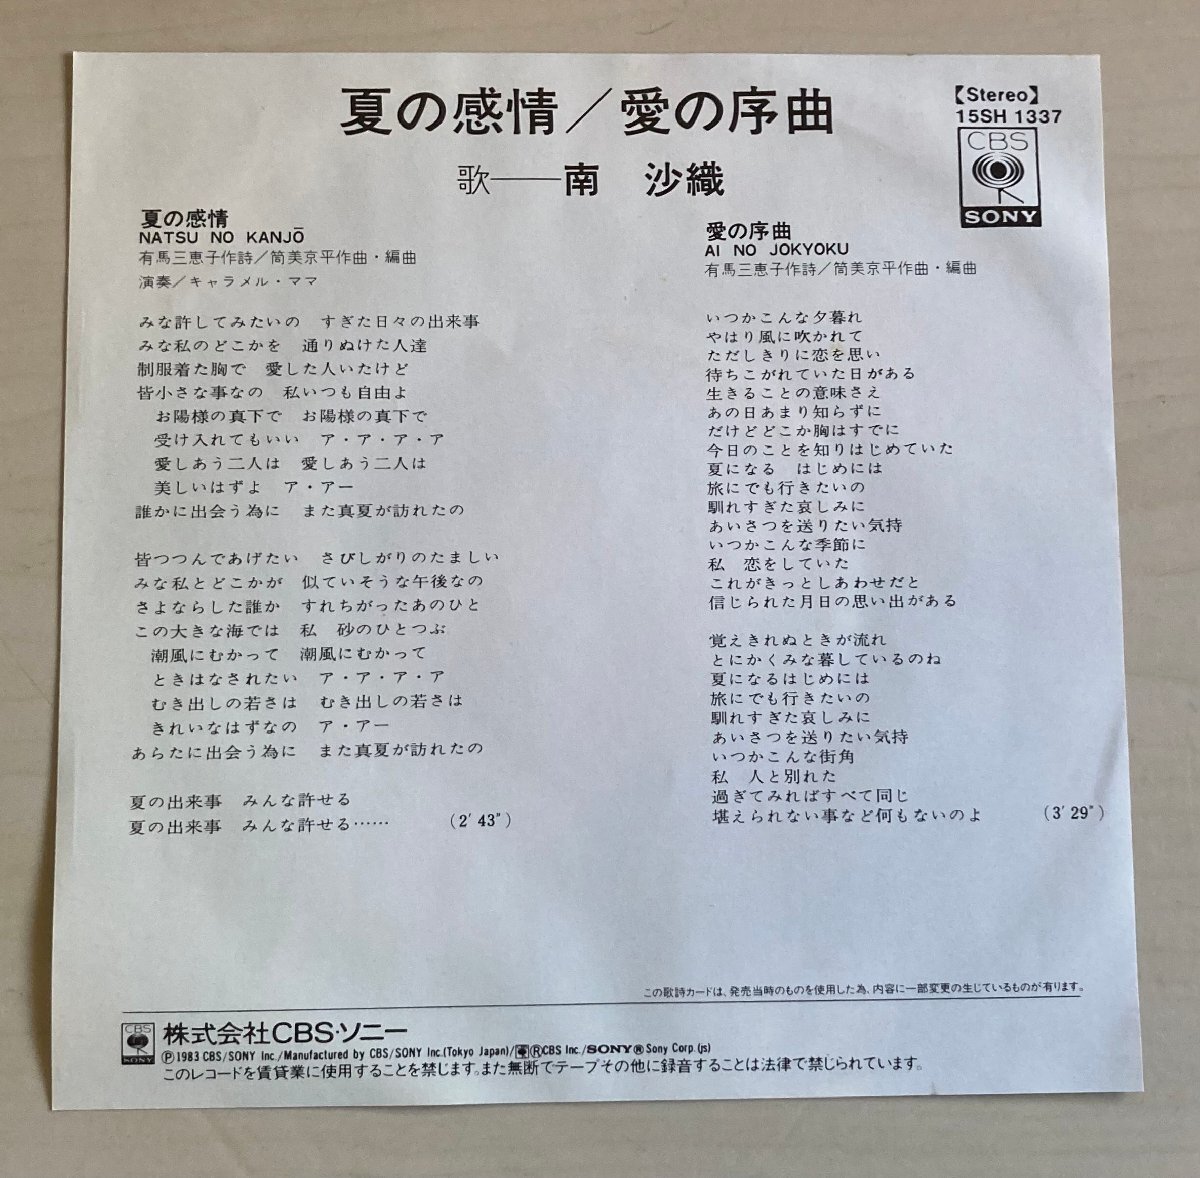 夏の感情／愛の序曲
歌――南 沙織
【Stereo】
15SH 1337
CBS
SONY
夏の感情
NATSU NO KANJŌ
有馬三恵子作詩／筒美京平作曲・編曲
演奏／キャラメル・ママ
みな許してみたいの すぎた日々の出来事
みな私のどこかを 通りぬけた人達
制服着た胸で 愛した人いたけど
皆小さな事なの 私いつも自由よ
お陽様の真下で お陽様の真下で
受け入れてもいい ア・ア・ア・ア
愛しあう二人は 愛しあう二人は
美しいはずよ ア・アー
誰かに出会う為に また真夏が訪れたの
皆つつんであげたい さびしがりのたましい
みな私とどこかが 似ていそうな午後なの
さよならした誰か すれちがったあのひと
この大きな海では 私 砂のひとつぶ
潮風にむかって 潮風にむかって
ときはなされたい ア・ア・ア・ア
むき出しの若さは むき出しの若さは
きれいなはずなの ア・アー
あらたに出会う為に また真夏が訪れたの
夏の出来事 みんな許せる
夏の出来事 みんな許せる…… (2′43″)
愛の序曲
AI NO JOKYOKU
有馬三恵子作詩／筒美京平作曲・編曲
いつかこんな夕暮れ
やはり風に吹かれて
ただしきりに恋を思い
待ちこがれていた日がある
生きることの意味さえ
あの日あまり知らずに
だけどどこか胸はすでに
今日のことを知りはじめていた
夏になる はじめには
旅にでも行きたいの
馴れすぎた哀しみに
あいさつを送りたい気持
いつかこんな季節に
私 恋をしていた
これがきっとしあわせだと
信じられた月日の思い出がある
覚えきれぬときが流れ
とにかくみな暮しているのね
夏になるはじめには
旅にでも行きたいの
馴れすぎた哀しみに
あいさつを送りたい気持
いつかこんな街角
私 人と別れた
過ぎてみればすべて同じ
堪えられない事など何もないのよ (3′29″)
この歌詩カードは、発売当時のものを使用した為、内容に一部変更の生じているものが有ります。
CBS
SONY
株式会社CBS・ソニー
Ⓟ1983 CBS/SONY Inc./Manufactured by CBS/SONY Inc.(Tokyo Japan)/ⓇCBS Inc./SONY®Sony Corp.(js)
このレコードを賃貸業に使用することを禁じます。また無断でテープその他に録音することは法律で禁じられています。